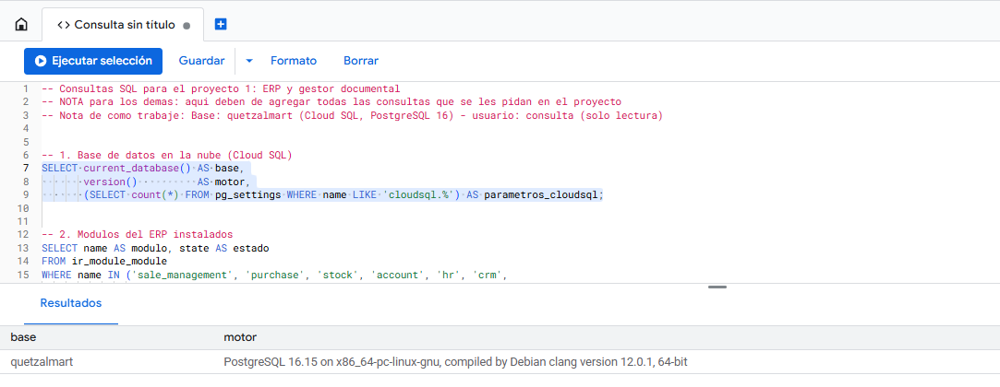 Consulta sin título
Ejecutar selección Guardar Formato Borrar
1 -- Consultas SQL para el proyecto 1: ERP y gestor documental
2 -- NOTA para los demas: aqui deben de agregar todas las consultas que se les pidan en el proyecto
3 -- Nota de como trabaje: Base: quetzalmart (Cloud SQL, PostgreSQL 16) - usuario: consulta (solo lectura)
4
5
6 -- 1. Base de datos en la nube (Cloud SQL)
7 SELECT current_database() AS base,
8 version() AS motor,
9 (SELECT count(*) FROM pg_settings WHERE name LIKE 'cloudsql.%') AS parametros_cloudsql;
10
11
12 -- 2. Modulos del ERP instalados
13 SELECT name AS modulo, state AS estado
14 FROM ir_module_module
15 WHERE name IN ('sale_management', 'purchase', 'stock', 'account', 'hr', 'crm',
Resultados
base motor
quetzalmart PostgreSQL 16.15 on x86_64-pc-linux-gnu, compiled by Debian clang version 12.0.1, 64-bit